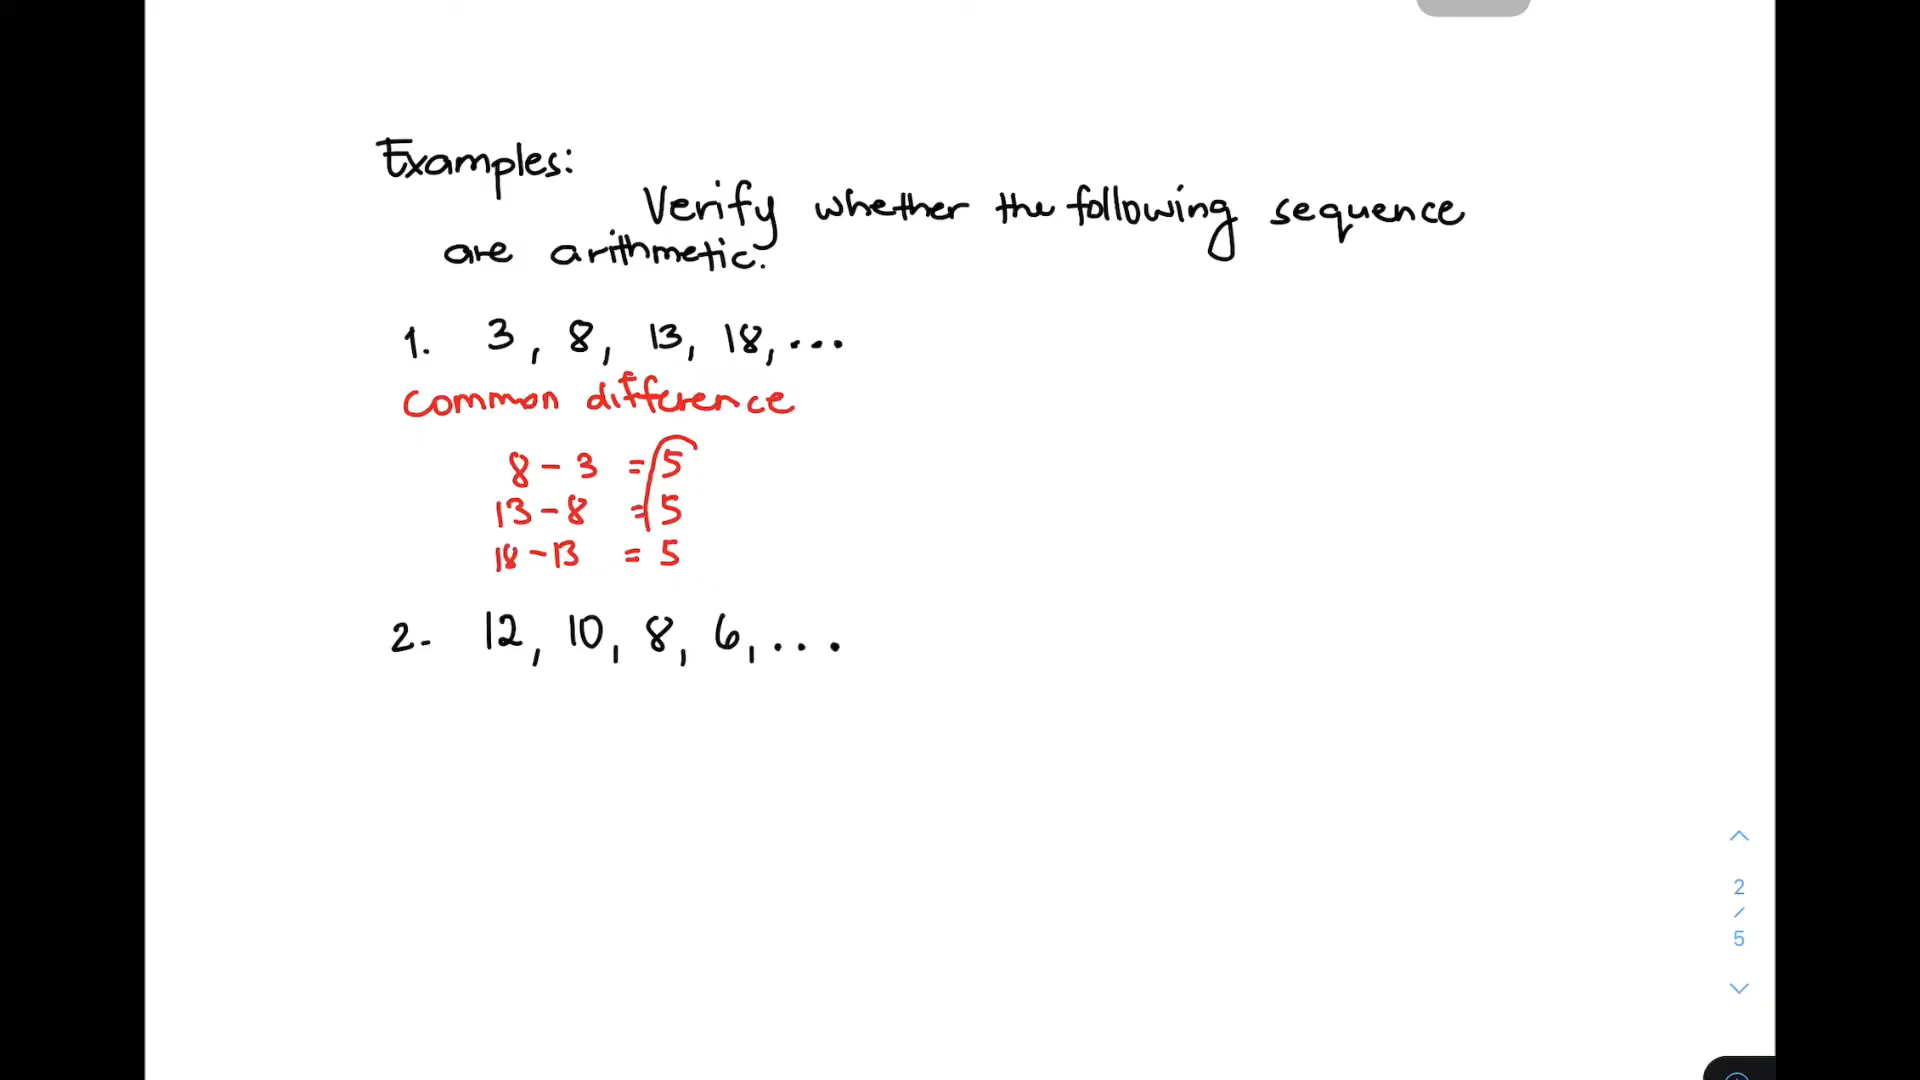 Examples:
Verify whether the following sequence
are arithmetic.
1. 3, 8, 13, 18, ...
common difference
8 - 3 = 5
13 - 8 = 5
18 - 13 = 5
2. 12, 10, 8, 6, ...
2
/
5